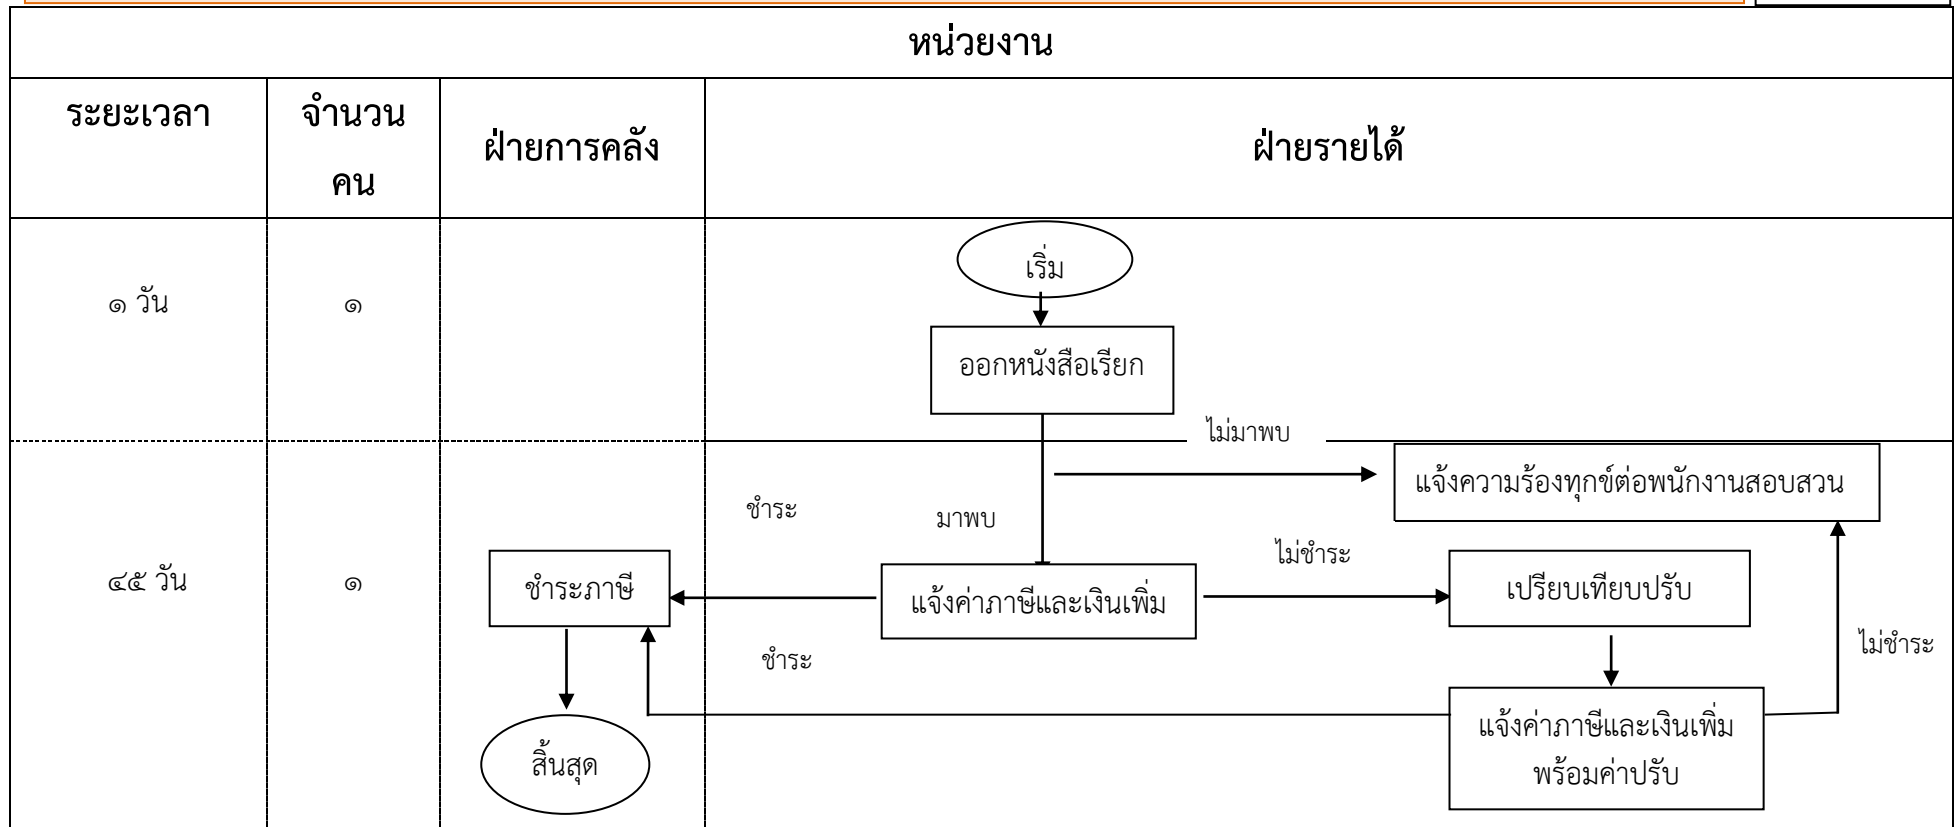 หน่วยงาน
ระยะเวลา
จำนวน
คน
ฝ่ายการคลัง
ฝ่ายรายได้
เริ่ม
๑ วัน
๑
ออกหนังสือเรียก
ไม่มาพบ
แจ้งความร้องทุกข์ต่อพนักงานสอบสวน
ชำระ
มาพบ
ไม่ชำระ
๔๕ วัน
๑
ชำระภาษี
แจ้งค่าภาษีและเงินเพิ่ม
เปรียบเทียบปรับ
ชำระ
ไม่ชำระ
แจ้งค่าภาษีและเงินเพิ่ม
พร้อมค่าปรับ
สิ้นสุด